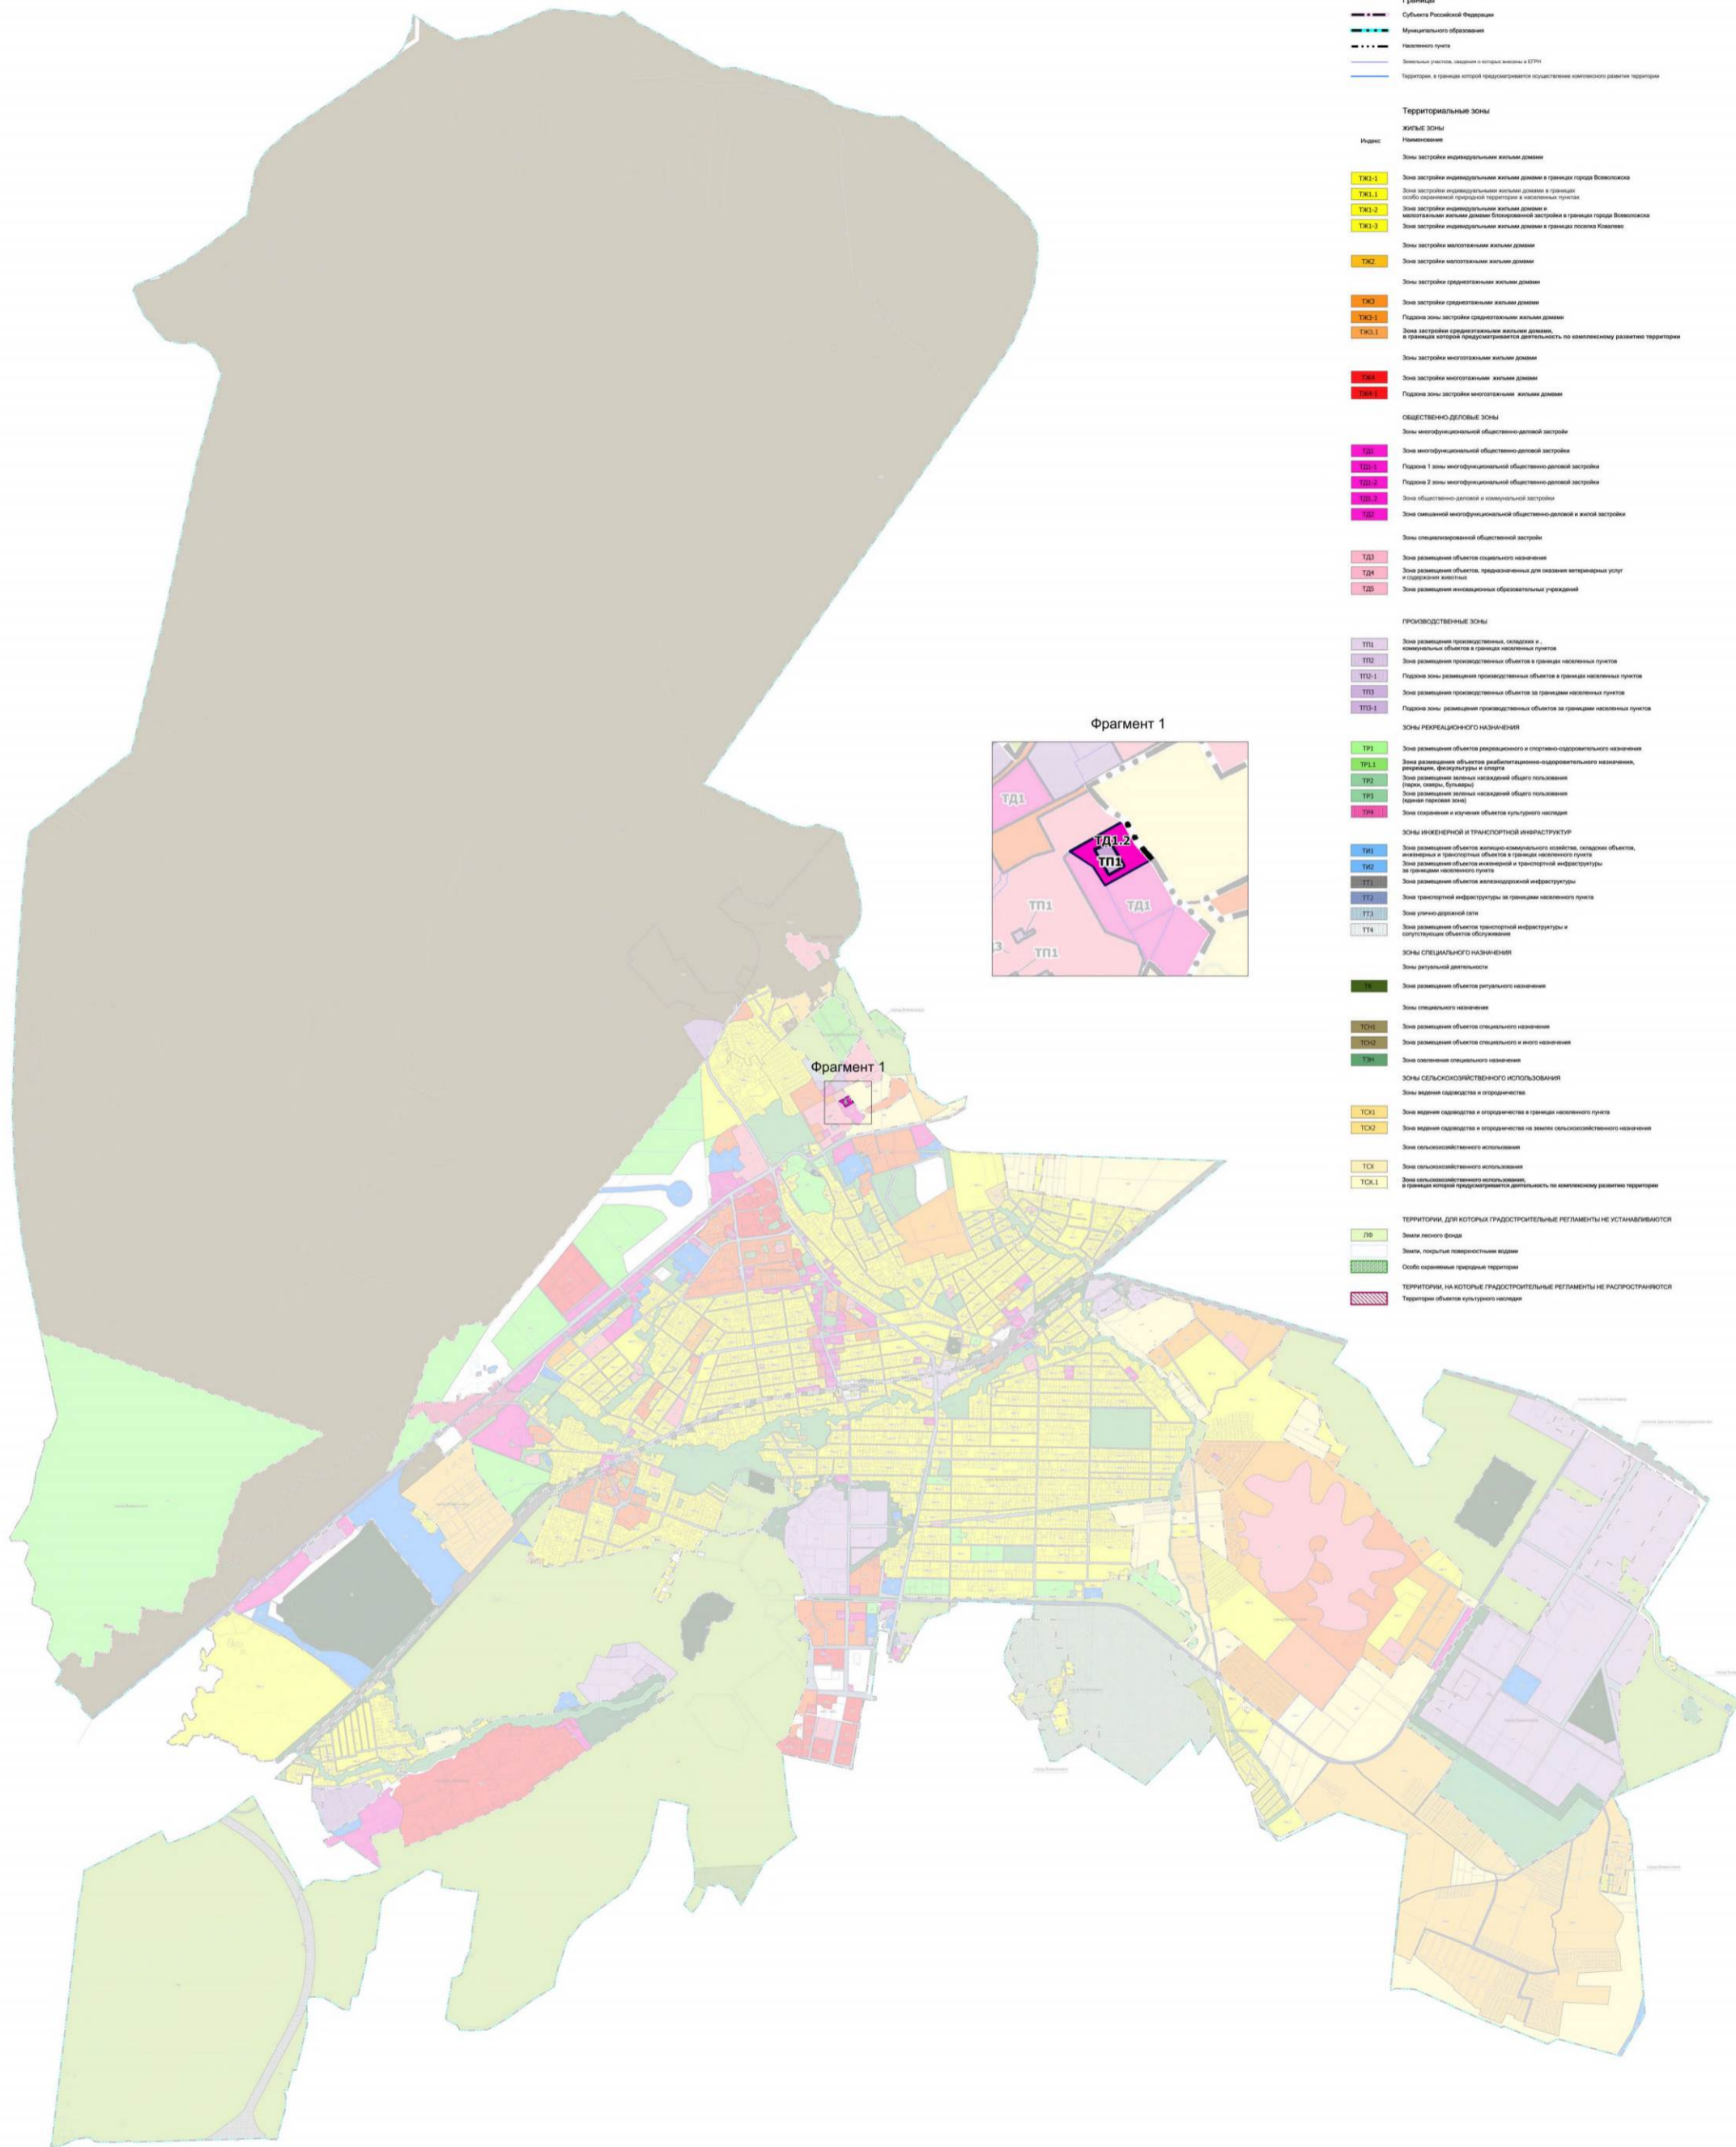 Границы
Субъекта Российской Федерации
Муниципального образования
Населенного пункта
Земельных участков, сведения о которых внесены в ЕГРН
Территории, в границах которой предусматривается осуществление комплексного развития территории
Территориальные зоны
ЖИЛЫЕ ЗОНЫ
Индекс Наименование
Зоны застройки индивидуальными жилыми домами
ТЖ1-1 Зона застройки индивидуальными жилыми домами в границах города Всеволожска
ТЖ1.1 Зона застройки индивидуальными жилыми домами в границах
особо охраняемой природной территории в населенных пунктах
ТЖ1-2 Зона застройки индивидуальными жилыми домами и
малоэтажными жилыми домами блокированной застройки в границах города Всеволожска
ТЖ1-3 Зона застройки индивидуальными жилыми домами в границах поселка Ковалево
Зоны застройки малоэтажными жилыми домами
ТЖ2 Зона застройки малоэтажными жилыми домами
Зоны застройки среднеэтажными жилыми домами
ТЖ3 Зона застройки среднеэтажными жилыми домами
ТЖ3-1 Подзона зоны застройки среднеэтажными жилыми домами
ТЖ3.1 Зона застройки среднеэтажными жилыми домами,
в границах которой предусматривается деятельность по комплексному развитию территории
Зоны застройки многоэтажными жилыми домами
ТЖ4 Зона застройки многоэтажными жилыми домами
ТЖ4-1 Подзона зоны застройки многоэтажными жилыми домами
ОБЩЕСТВЕННО-ДЕЛОВЫЕ ЗОНЫ
Зоны многофункциональной общественно-деловой застройки
ТД1 Зона многофункциональной общественно-деловой застройки
ТД1-1 Подзона 1 зоны многофункциональной общественно-деловой застройки
ТД1-2 Подзона 2 зоны многофункциональной общественно-деловой застройки
ТД1.2 Зона общественно-деловой и коммунальной застройки
ТД2 Зона смешанной многофункциональной общественно-деловой и жилой застройки
Зоны специализированной общественной застройки
ТД3 Зона размещения объектов социального назначения
ТД4 Зона размещения объектов, предназначенных для оказания ветеринарных услуг
и содержания животных
ТД5 Зона размещения инновационных образовательных учреждений
ПРОИЗВОДСТВЕННЫЕ ЗОНЫ
ТП1 Зона размещения производственных, складских и ,
коммунальных объектов в границах населенных пунктов
ТП2 Зона размещения производственных объектов в границах населенных пунктов
ТП2-1 Подзона зоны размещения производственных объектов в границах населенных пунктов
ТП3 Зона размещения производственных объектов за границами населенных пунктов
ТП3-1 Подзона зоны размещения производственных объектов за границами населенных пунктов
ЗОНЫ РЕКРЕАЦИОННОГО НАЗНАЧЕНИЯ
ТР1 Зона размещения объектов рекреационного и спортивно-оздоровительного назначения
ТР1.1 Зона размещения объектов реабилитационно-оздоровительного назначения,
рекреации, физкультуры и спорта
ТР2 Зона размещения зеленых насаждений общего пользования
(парки, скверы, бульвары)
ТР3 Зона размещения зеленых насаждений общего пользования
(единая парковая зона)
ТР4 Зона сохранения и изучения объектов культурного наследия
ЗОНЫ ИНЖЕНЕРНОЙ И ТРАНСПОРТНОЙ ИНФРАСТРУКТУР
ТИ1 Зона размещения объектов жилищно-коммунального хозяйства, складских объектов,
инженерных и транспортных объектов в границах населенного пункта
ТИ2 Зона размещения объектов инженерной и транспортной инфраструктуры
за границами населенного пункта
ТТ1 Зона размещения объектов железнодорожной инфраструктуры
ТТ2 Зона транспортной инфраструктуры за границами населенного пункта
ТТ3 Зона улично-дорожной сети
ТТ4 Зона размещения объектов транспортной инфраструктуры и
сопутствующих объектов обслуживания
ЗОНЫ СПЕЦИАЛЬНОГО НАЗНАЧЕНИЯ
Зоны ритуальной деятельности
Зона размещения объектов ритуального назначения
Зоны специального назначения
ТСН1 Зона размещения объектов специального назначения
ТСН2 Зона размещения объектов специального и иного назначения
ТЗН Зона озеленения специального назначения
ЗОНЫ СЕЛЬСКОХОЗЯЙСТВЕННОГО ИСПОЛЬЗОВАНИЯ
Зоны ведения садоводства и огородничества
ТСХ1 Зона ведения садоводства и огородничества в границах населенного пункта
ТСХ2 Зона ведения садоводства и огородничества на землях сельскохозяйственного назначения
Зона сельскохозяйственного использования
ТСХ Зона сельскохозяйственного использования
ТСХ.1 Зона сельскохозяйственного использования,
в границах которой предусматривается деятельность по комплексному развитию территории
ТЕРРИТОРИИ, ДЛЯ КОТОРЫХ ГРАДОСТРОИТЕЛЬНЫЕ РЕГЛАМЕНТЫ НЕ УСТАНАВЛИВАЮТСЯ
ЛФ Земли лесного фонда
Земли, покрытые поверхностными водами
Особо охраняемые природные территории
ТЕРРИТОРИИ, НА КОТОРЫЕ ГРАДОСТРОИТЕЛЬНЫЕ РЕГЛАМЕНТЫ НЕ РАСПРОСТРАНЯЮТСЯ
Территории объектов культурного наследия
Фрагмент 1
ТД1
ТД1.2
ТП1
ТП1
ТД1
ТП1
Фрагмент 1